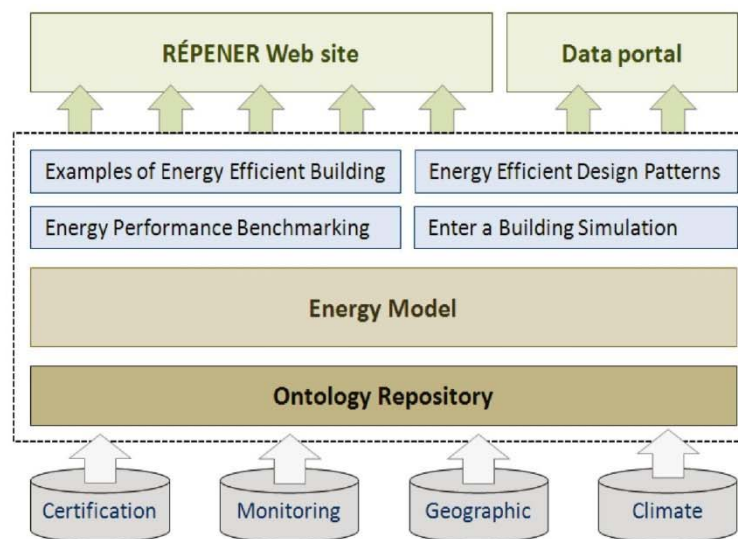 RÉPENER Web site
Data portal
Examples of Energy Efficient Building
Energy Efficient Design Patterns
Energy Performance Benchmarking
Enter a Building Simulation
Energy Model
Ontology Repository
Certification
Monitoring
Geographic
Climate